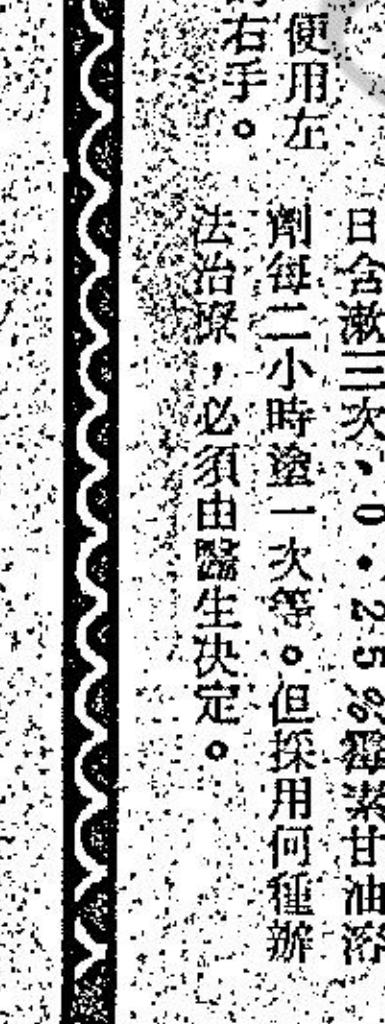 便用左
右手。
日含漱三次，0.25%霉素甘油溶
劑每二小時塗一次等。但採用何種辦
法治療，必須由醫生決定。